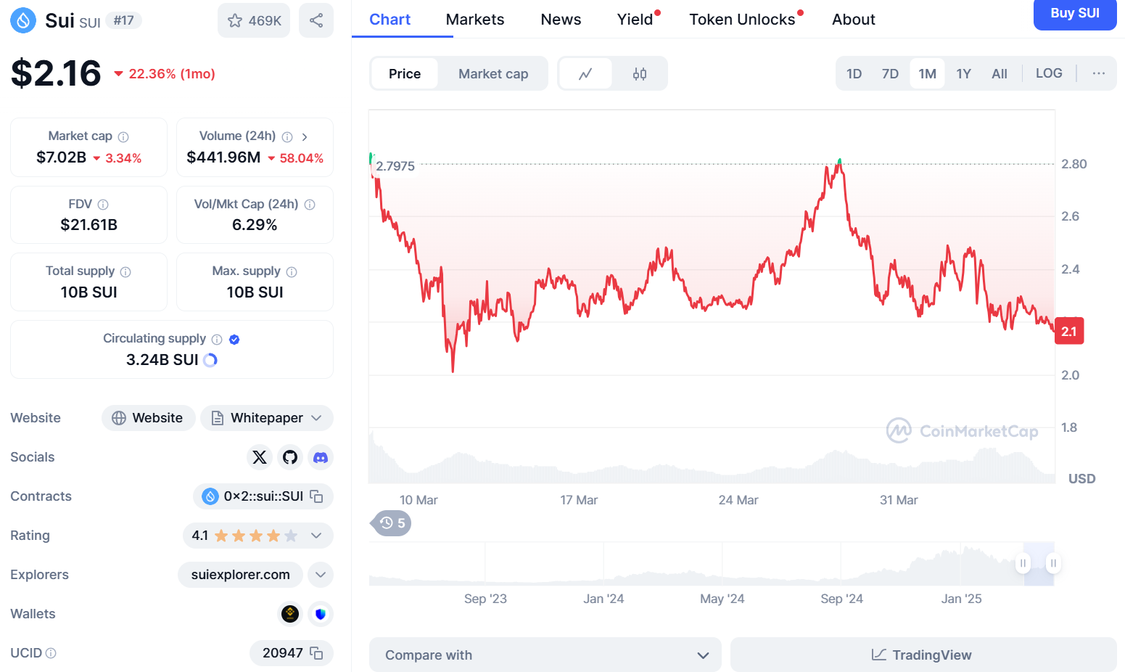 Sui SUI #17 469K
$2.16 22.36% (1mo)
Market cap
$7.02B 3.34%
Volume (24h)
$441.96M 58.04%
FDV
$21.61B
Vol/Mkt Cap (24h)
6.29%
Total supply
10B SUI
Max. supply
10B SUI
Circulating supply
3.24B SUI
Website Website Whitepaper
Socials
Contracts 0×2::sui::SUI
Rating 4.1
Explorers suiexplorer.com
Wallets
UCID 20947
Chart Markets News Yield Token Unlocks About Buy SUI
Price Market cap 1D 7D 1M 1Y All LOG ...
2.7975
2.80
2.6
2.4
2.1
2.0
1.8
CoinMarketCap
USD
10 Mar 17 Mar 24 Mar 31 Mar
5
Sep '23 Jan '24 May '24 Sep '24 Jan '25
Compare with TradingView